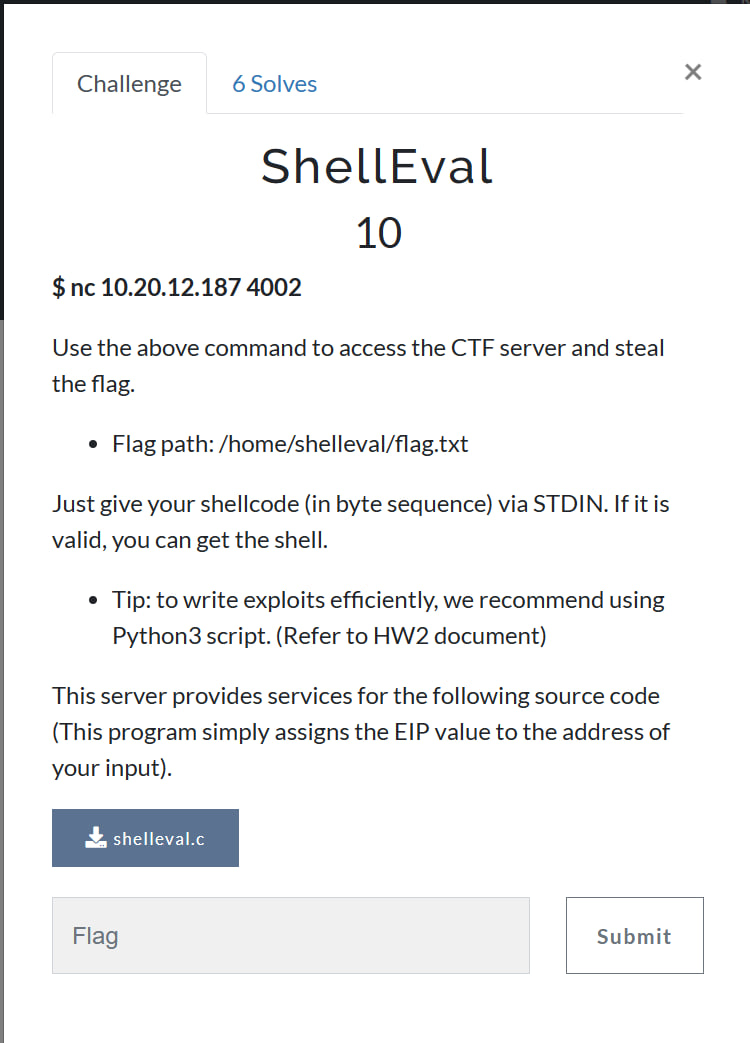 Challenge
6 Solves
×
ShellEval
10
$ nc 10.20.12.187 4002
Use the above command to access the CTF server and steal
the flag.
• Flag path: /home/shelleval/flag.txt
Just give your shellcode (in byte sequence) via STDIN. If it is
valid, you can get the shell.
• Tip: to write exploits efficiently, we recommend using
Python3 script. (Refer to HW2 document)
This server provides services for the following source code
(This program simply assigns the EIP value to the address of
your input).
shelleval.c
Flag
Submit